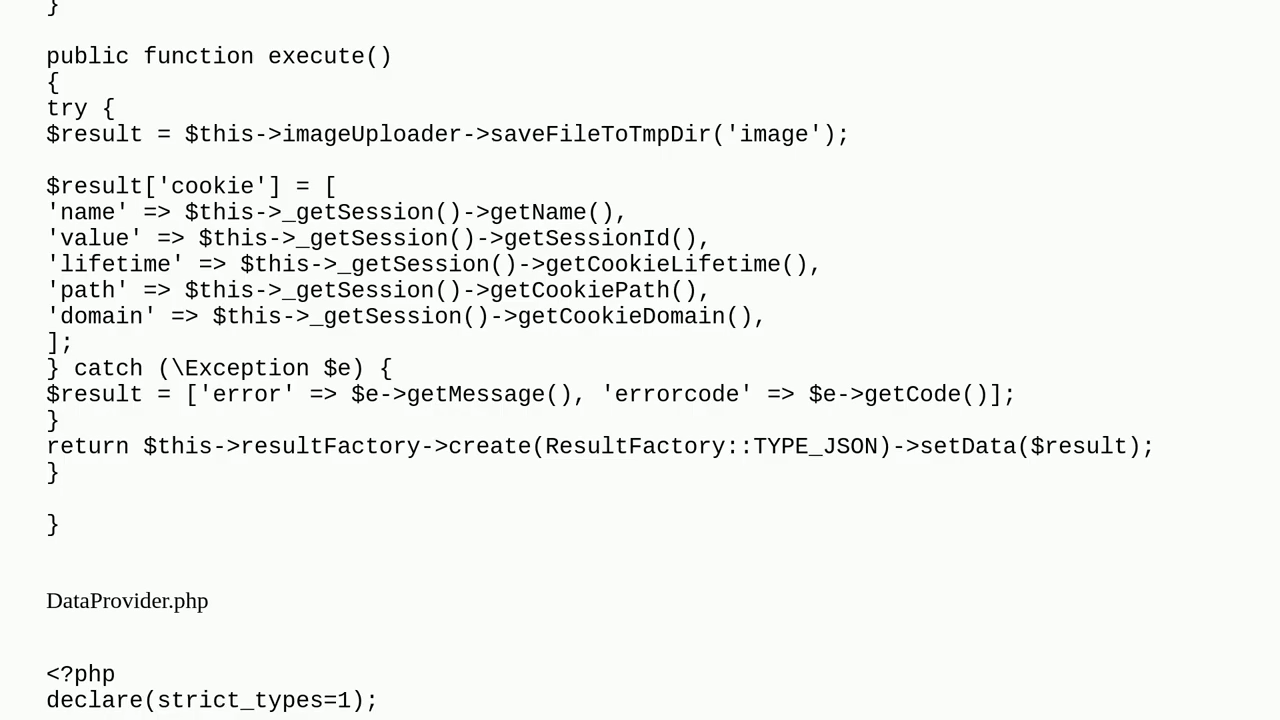 }
public function execute()
{
try {
$result = $this->imageUploader->saveFileToTmpDir('image');
$result['cookie'] = [
'name' => $this->_getSession()->getName(),
'value' => $this->_getSession()->getSessionId(),
'lifetime' => $this->_getSession()->getCookieLifetime(),
'path' => $this->_getSession()->getCookiePath(),
'domain' => $this->_getSession()->getCookieDomain(),
];
} catch (\Exception $e) {
$result = ['error' => $e->getMessage(), 'errorcode' => $e->getCode()];
}
return $this->resultFactory->create(ResultFactory::TYPE_JSON)->setData($result);
}
}
DataProvider.php
<?php
declare(strict_types=1);